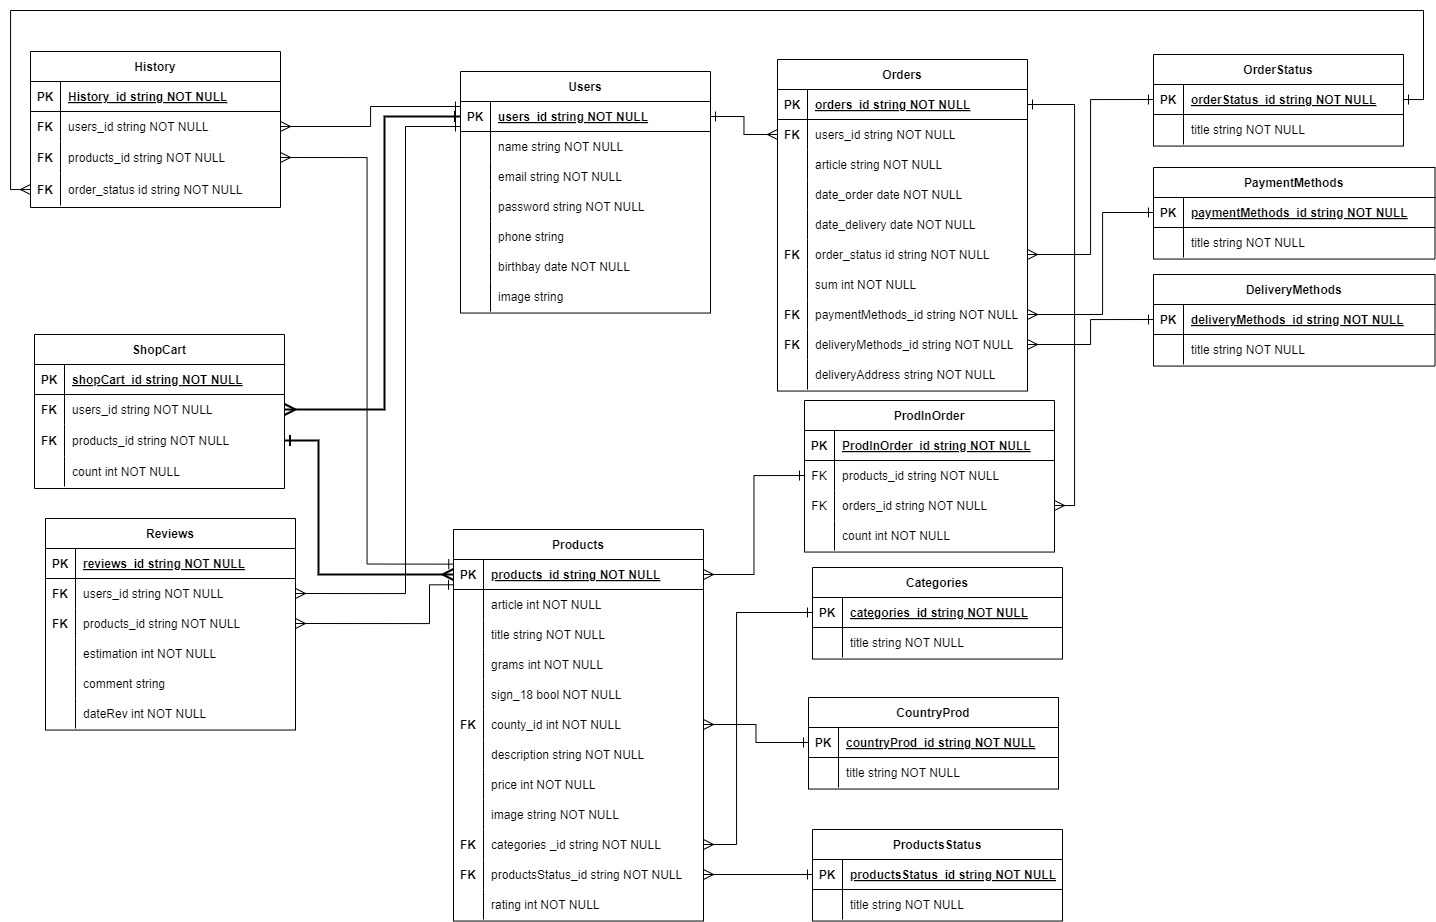 History
PK History_id string NOT NULL
FK users_id string NOT NULL
FK products_id string NOT NULL
FK order_status id string NOT NULL
Users
PK users_id string NOT NULL
name string NOT NULL
email string NOT NULL
password string NOT NULL
phone string
birthbay date NOT NULL
image string
Orders
PK orders_id string NOT NULL
FK users_id string NOT NULL
article string NOT NULL
date_order date NOT NULL
date_delivery date NOT NULL
FK order_status id string NOT NULL
sum int NOT NULL
FK paymentMethods_id string NOT NULL
FK deliveryMethods_id string NOT NULL
deliveryAddress string NOT NULL
OrderStatus
PK orderStatus_id string NOT NULL
title string NOT NULL
PaymentMethods
PK paymentMethods_id string NOT NULL
title string NOT NULL
DeliveryMethods
PK deliveryMethods_id string NOT NULL
title string NOT NULL
ShopCart
PK shopCart_id string NOT NULL
FK users_id string NOT NULL
FK products_id string NOT NULL
count int NOT NULL
ProdInOrder
PK ProdInOrder_id string NOT NULL
FK products_id string NOT NULL
FK orders_id string NOT NULL
count int NOT NULL
Reviews
PK reviews_id string NOT NULL
FK users_id string NOT NULL
FK products_id string NOT NULL
estimation int NOT NULL
comment string
dateRev int NOT NULL
Products
PK products_id string NOT NULL
article int NOT NULL
title string NOT NULL
grams int NOT NULL
sign_18 bool NOT NULL
FK county_id int NOT NULL
description string NOT NULL
price int NOT NULL
image string NOT NULL
FK categories _id string NOT NULL
FK productsStatus_id string NOT NULL
rating int NOT NULL
Categories
PK categories_id string NOT NULL
title string NOT NULL
CountryProd
PK countryProd_id string NOT NULL
title string NOT NULL
ProductsStatus
PK productsStatus_id string NOT NULL
title string NOT NULL